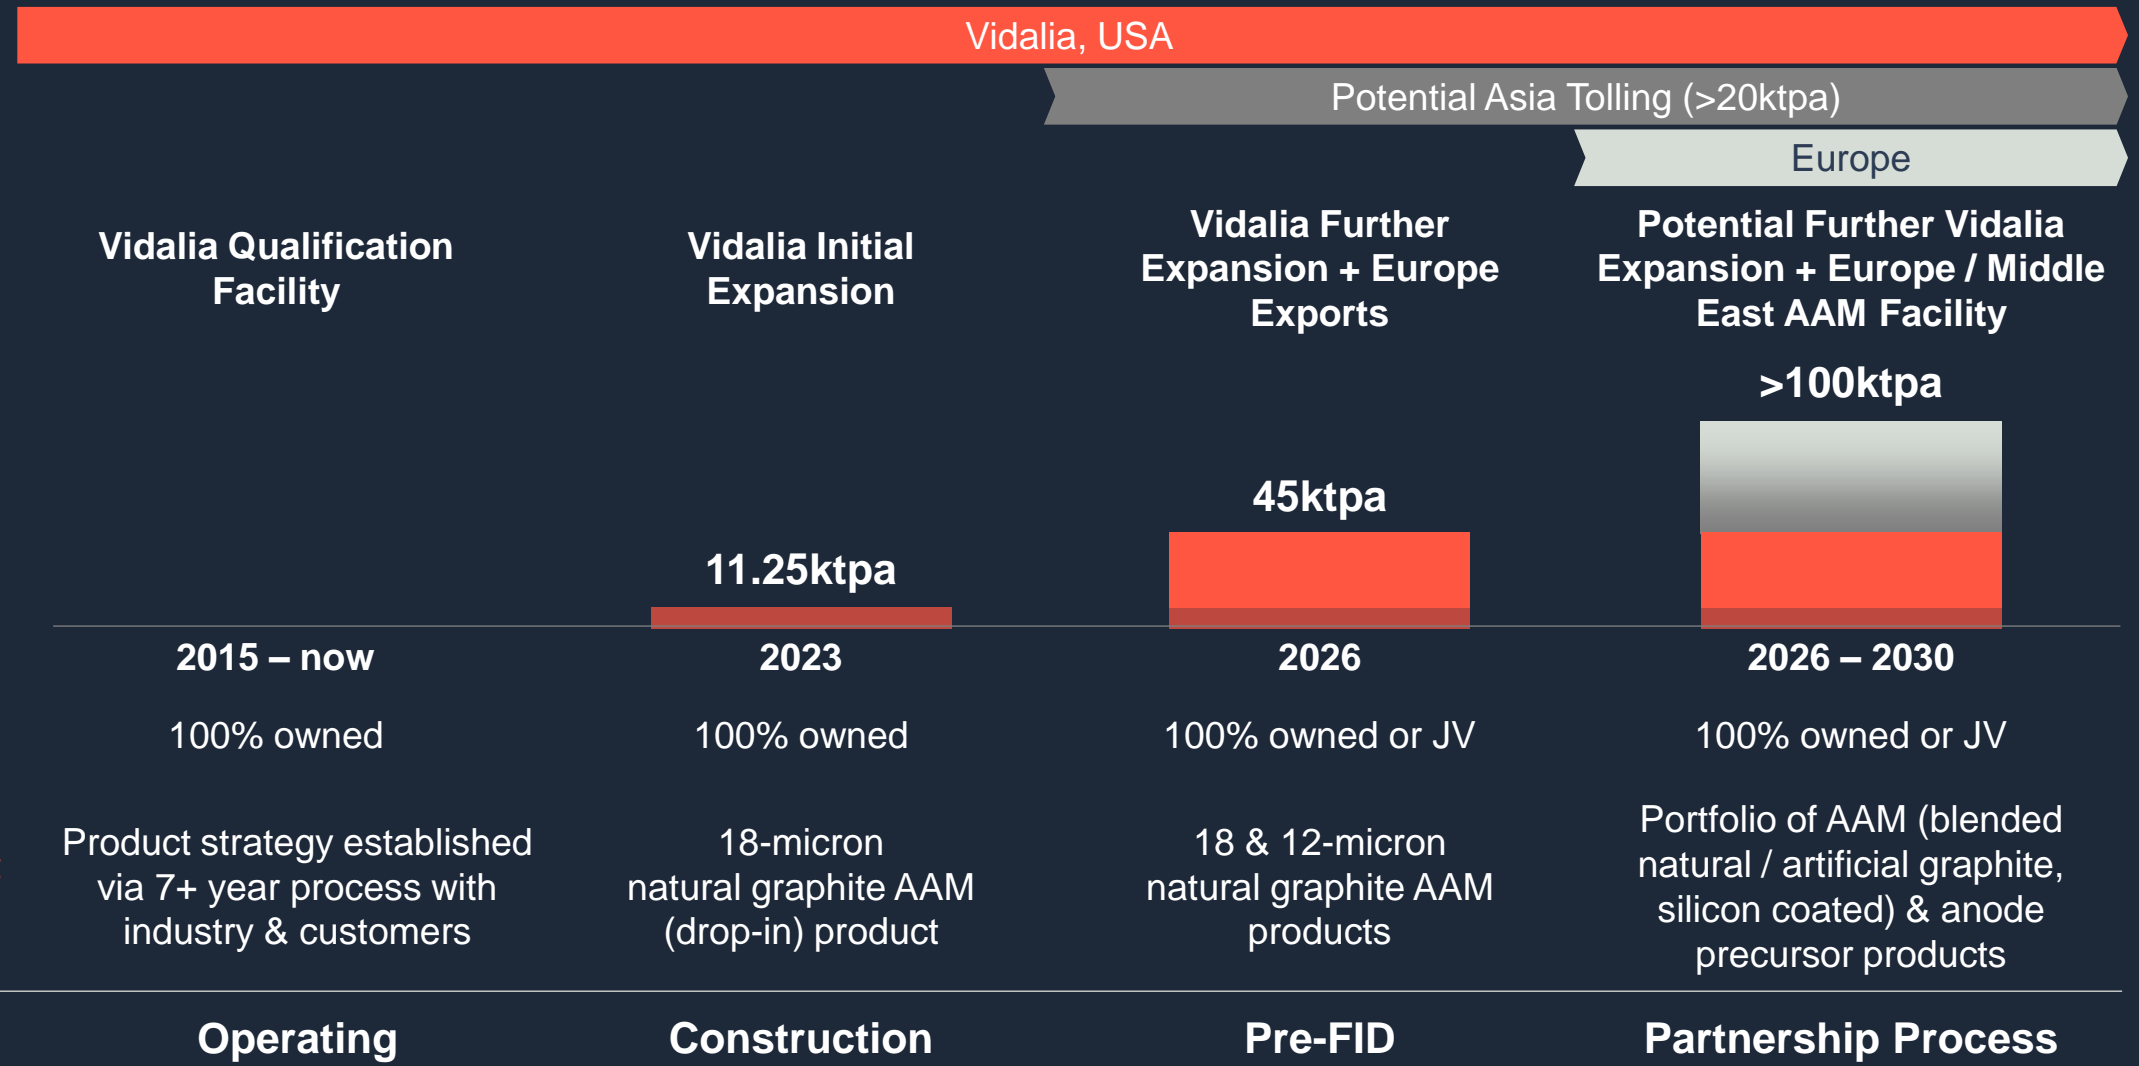 Vidalia, USA
Potential Asia Tolling (>20ktpa)
Europe
Vidalia Qualification
Facility
Vidalia Initial
Expansion
Vidalia Further
Expansion + Europe
Exports
Potential Further Vidalia
Expansion + Europe / Middle
East AAM Facility
11.25ktpa
45ktpa
>100ktpa
2015 – now
2023
2026
2026 – 2030
100% owned
100% owned
100% owned or JV
100% owned or JV
Product strategy established
via 7+ year process with
industry & customers
18-micron
natural graphite AAM
(drop-in) product
18 & 12-micron
natural graphite AAM
products
Portfolio of AAM (blended
natural / artificial graphite,
silicon coated) & anode
precursor products
Operating
Construction
Pre-FID
Partnership Process